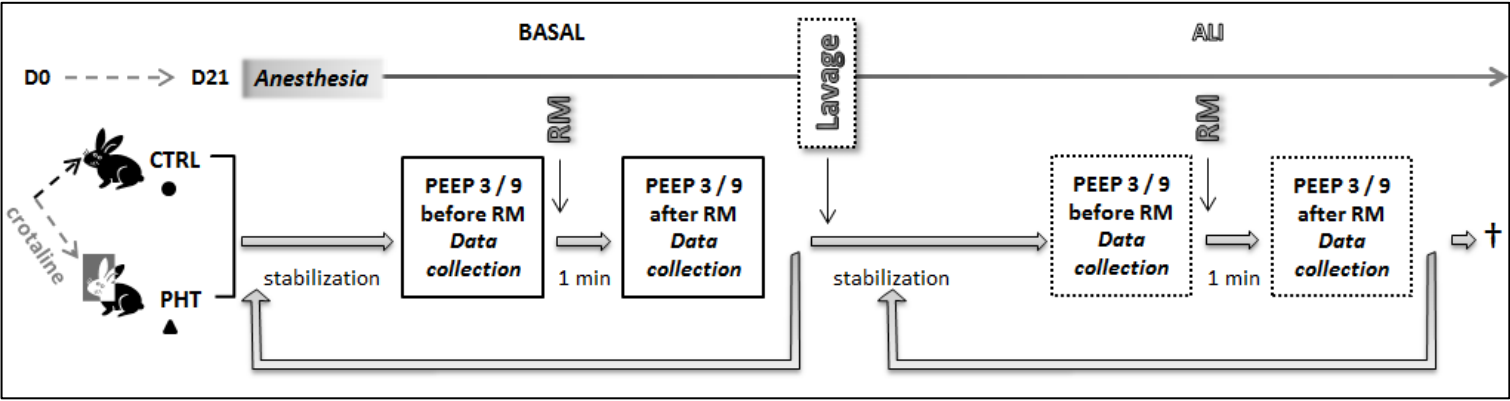 BASAL
ALI
D0
D21
Anesthesia
Lavage
RM
RM
CTRL
PEEP 3 / 9
before RM
Data
collection
PEEP 3 / 9
after RM
Data
collection
PEEP 3 / 9
before RM
Data
collection
PEEP 3 / 9
after RM
Data
collection
crotaline
stabilization
1 min
stabilization
1 min
PHT